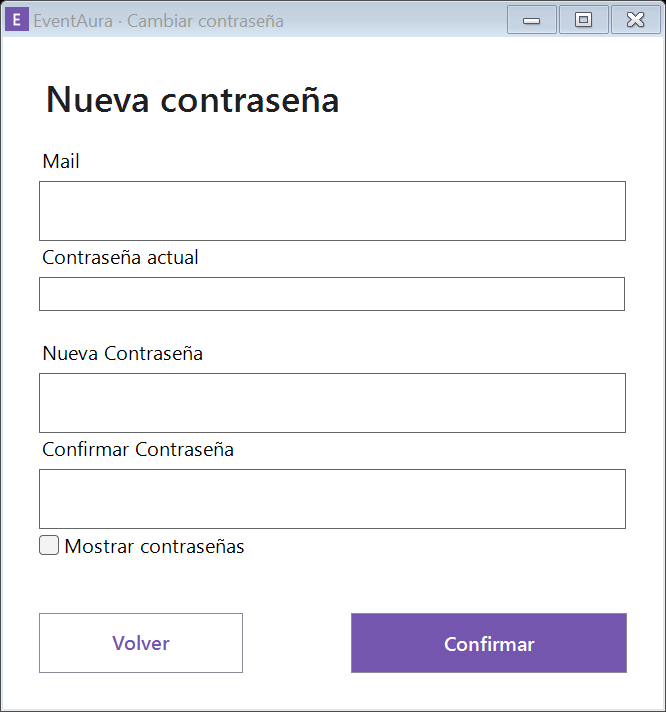 E EventAura · Cambiar contraseña
Nueva contraseña
Mail
Contraseña actual
Nueva Contraseña
Confirmar Contraseña
Mostrar contraseñas
Volver Confirmar